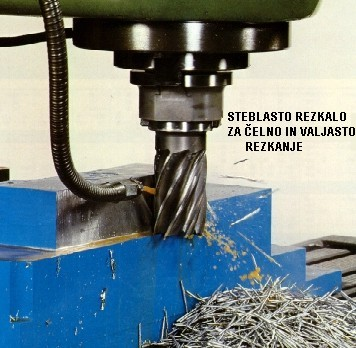 STEBLASTO REZKALO
ZA ČELNO IN VALJASTO
REZKANJE